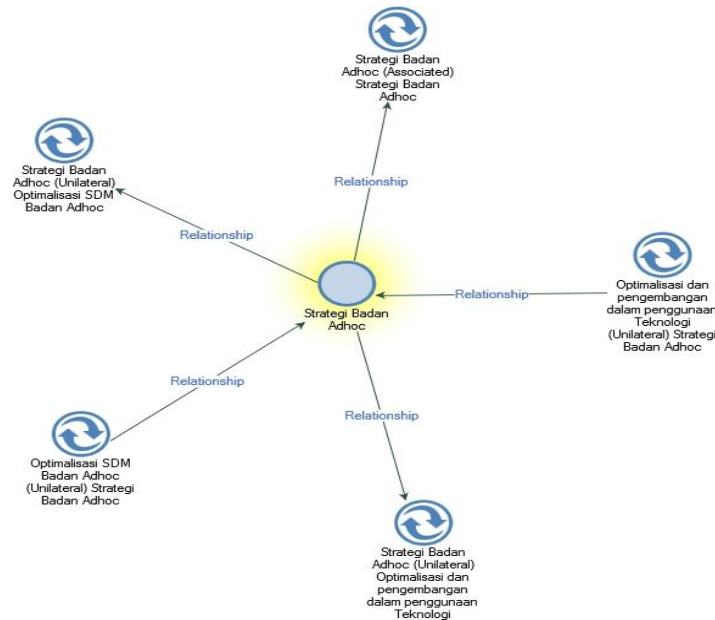 Strategi Badan
Adhoc (Associated)
Strategi Badan
Adhoc
Strategi Badan
Adhoc (Unilateral)
Optimalisasi SDM
Badan Adhoc
Relationship
Relationship
Optimalisasi dan
pengembangan
dalam penggunaan
Teknologi
(Unilateral) Strategi
Badan Adhoc
Relationship
Strategi Badan
Adhoc
Relationship
Relationship
Optimalisasi SDM
Badan Adhoc
(Unilateral) Strategi
Badan Adhoc
Strategi Badan
Adhoc (Unilateral)
Optimalisasi dan
pengembangan
dalam penggunaan
Teknologi